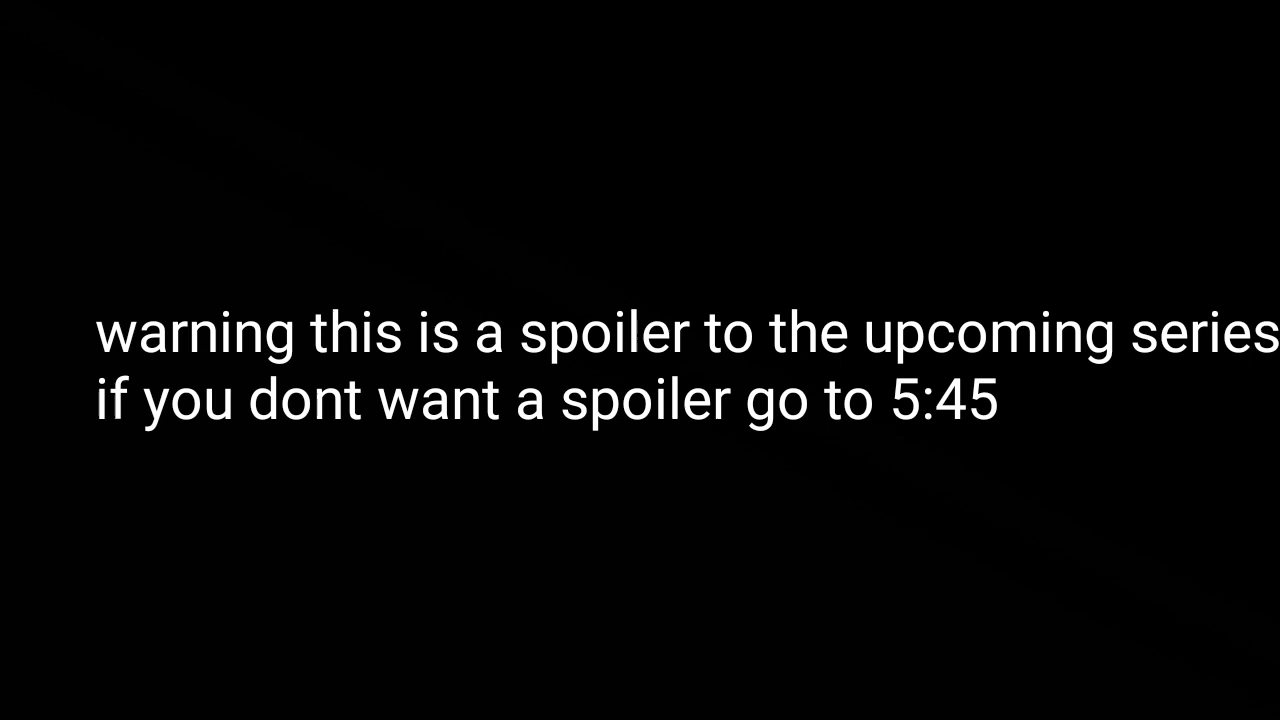 warning this is a spoiler to the upcoming series
if you dont want a spoiler go to 5:45